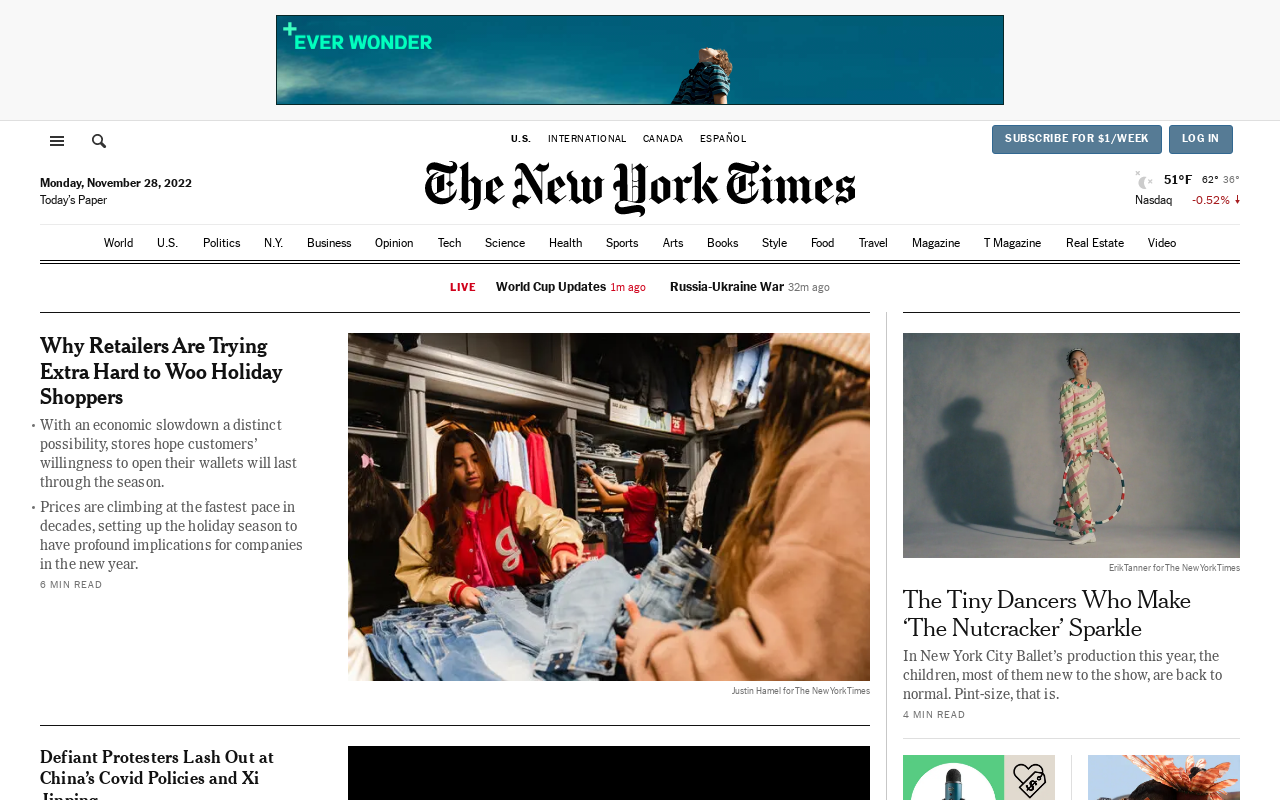 EVER WONDER
U.S. INTERNATIONAL CANADA ESPAÑOL
SUBSCRIBE FOR $1/WEEK LOG IN
Monday, November 28, 2022
Today's Paper
The New York Times
51°F 62° 36°
Nasdaq -0.52%
World U.S. Politics N.Y. Business Opinion Tech Science Health Sports Arts Books Style Food Travel Magazine T Magazine Real Estate Video
LIVE World Cup Updates 1m ago Russia-Ukraine War 32m ago
Why Retailers Are Trying
Extra Hard to Woo Holiday
Shoppers
• With an economic slowdown a distinct
possibility, stores hope customers'
willingness to open their wallets will last
through the season.
• Prices are climbing at the fastest pace in
decades, setting up the holiday season to
have profound implications for companies
in the new year.
6 MIN READ
Justin Hamel for The New York Times
Defiant Protesters Lash Out at
China's Covid Policies and Xi
Jinping
Erik Tanner for The New York Times
The Tiny Dancers Who Make
‘The Nutcracker’ Sparkle
In New York City Ballet's production this year, the
children, most of them new to the show, are back to
normal. Pint-size, that is.
4 MIN READ